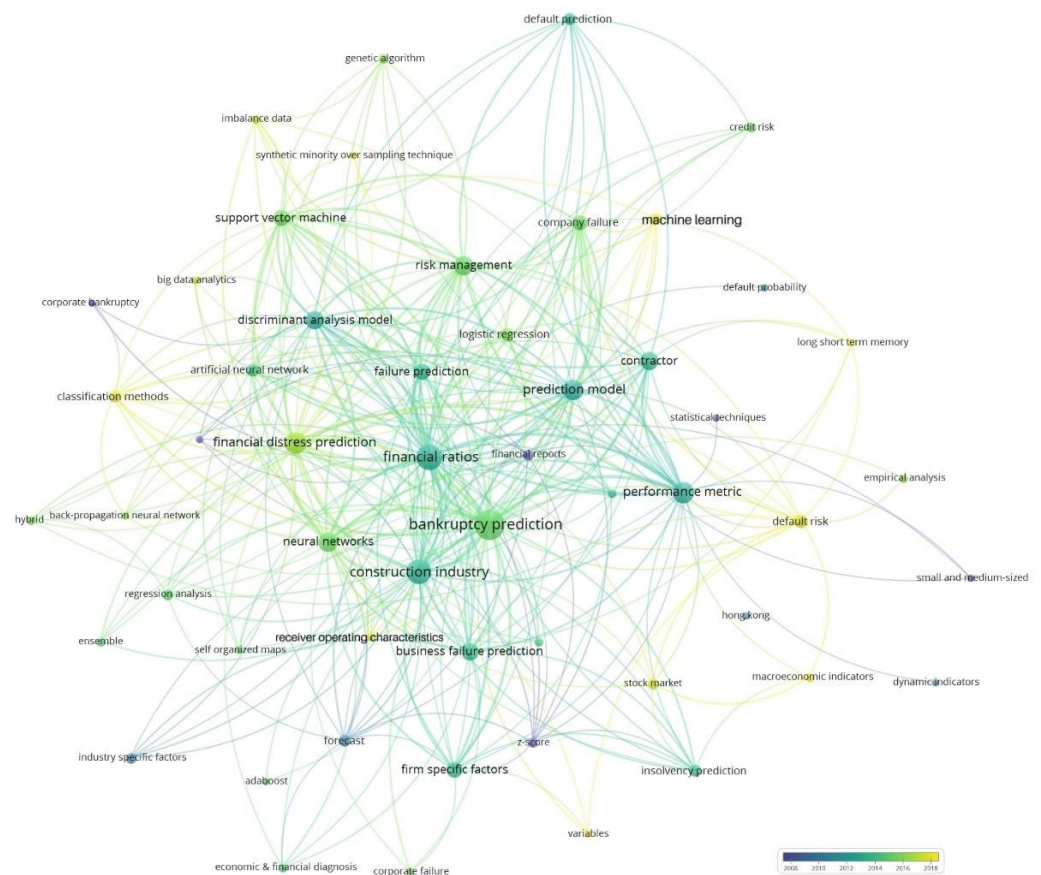 default prediction
genetic algorithm
imbalance data
credit risk
synthetic minority over sampling technique
support vector machine
company failure
machine learning
risk management
big data analytics
default probability
corporate bankruptcy
discriminant analysis model
logistic regression
long short term memory
contractor
artificial neural network
failure prediction
prediction model
classification methods
statistical techniques
financial distress prediction
financial ratios
financial reports
empirical analysis
performance metric
hybrid
back-propagation neural network
bankruptcy prediction
default risk
neural networks
construction industry
small and medium-sized
regression analysis
hong kong
ensemble
self organized maps
receiver operating characteristics
business failure prediction
stock market
macroeconomic indicators
dynamic indicators
forecast
z-score
industry specific factors
firm specific factors
insolvency prediction
adaboost
variables
economic & financial diagnosis
corporate failure
2008 2010 2012 2014 2016 2018